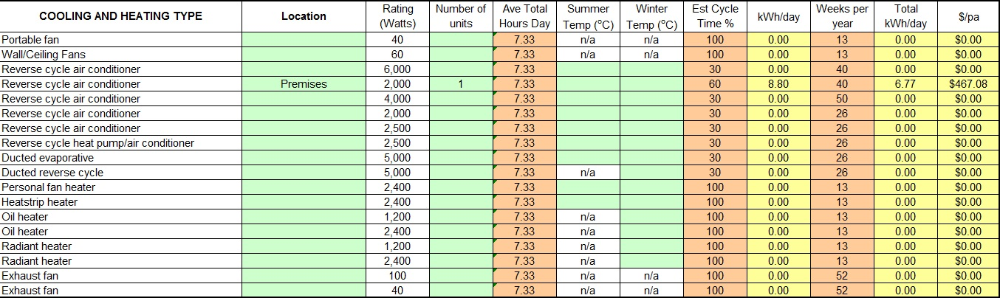 COOLING AND HEATING TYPE Location Rating (Watts) Number of units Ave Total Hours Day Summer Temp (°C) Winter Temp (°C) Est Cycle Time % kWh/day Weeks per year Total kWh/day $/pa
Portable fan 40 7.33 n/a n/a 100 0.00 13 0.00 $0.00
Wall/Ceiling Fans 60 7.33 n/a n/a 100 0.00 13 0.00 $0.00
Reverse cycle air conditioner 6,000 7.33 30 0.00 40 0.00 $0.00
Reverse cycle air conditioner Premises 2,000 1 7.33 60 8.80 40 6.77 $467.08
Reverse cycle air conditioner 4,000 7.33 30 0.00 50 0.00 $0.00
Reverse cycle air conditioner 2,000 7.33 30 0.00 26 0.00 $0.00
Reverse cycle air conditioner 2,500 7.33 30 0.00 26 0.00 $0.00
Reverse cycle heat pump/air conditioner 2,500 7.33 30 0.00 26 0.00 $0.00
Ducted evaporative 5,000 7.33 30 0.00 26 0.00 $0.00
Ducted reverse cycle 5,000 7.33 n/a 30 0.00 26 0.00 $0.00
Personal fan heater 2,400 7.33 100 0.00 13 0.00 $0.00
Heatstrip heater 2,400 7.33 100 0.00 13 0.00 $0.00
Oil heater 1,200 7.33 n/a 100 0.00 13 0.00 $0.00
Oil heater 2,400 7.33 n/a 100 0.00 13 0.00 $0.00
Radiant heater 1,200 7.33 n/a 100 0.00 13 0.00 $0.00
Radiant heater 2,400 7.33 n/a 100 0.00 13 0.00 $0.00
Exhaust fan 100 7.33 n/a n/a 100 0.00 52 0.00 $0.00
Exhaust fan 40 7.33 n/a n/a 100 0.00 52 0.00 $0.00